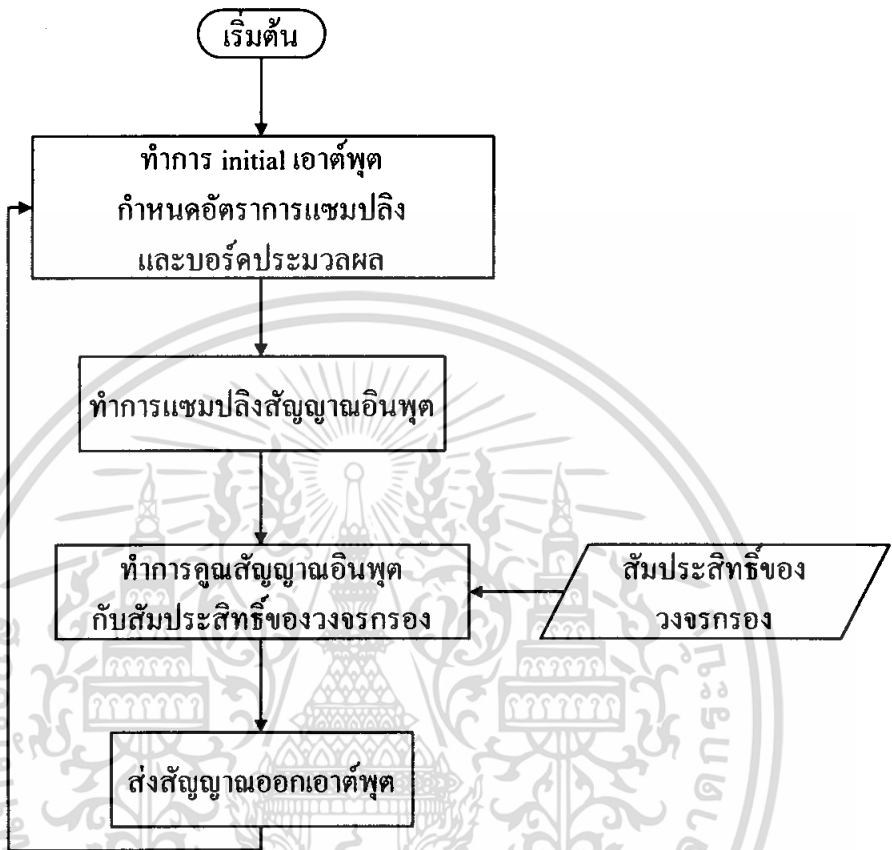 เริ่มต้น
ทำการ initial เอาต์พุต
กำหนดอัตราการแซมปลิง
และบอร์ดประมวลผล
ทำการแซมปลิงสัญญาณอินพุต
ทำการคูณสัญญาณอินพุต
กับสัมประสิทธิ์ของวงจรกรอง
สัมประสิทธิ์ของ
วงจรกรอง
ส่งสัญญาณออกเอาต์พุต